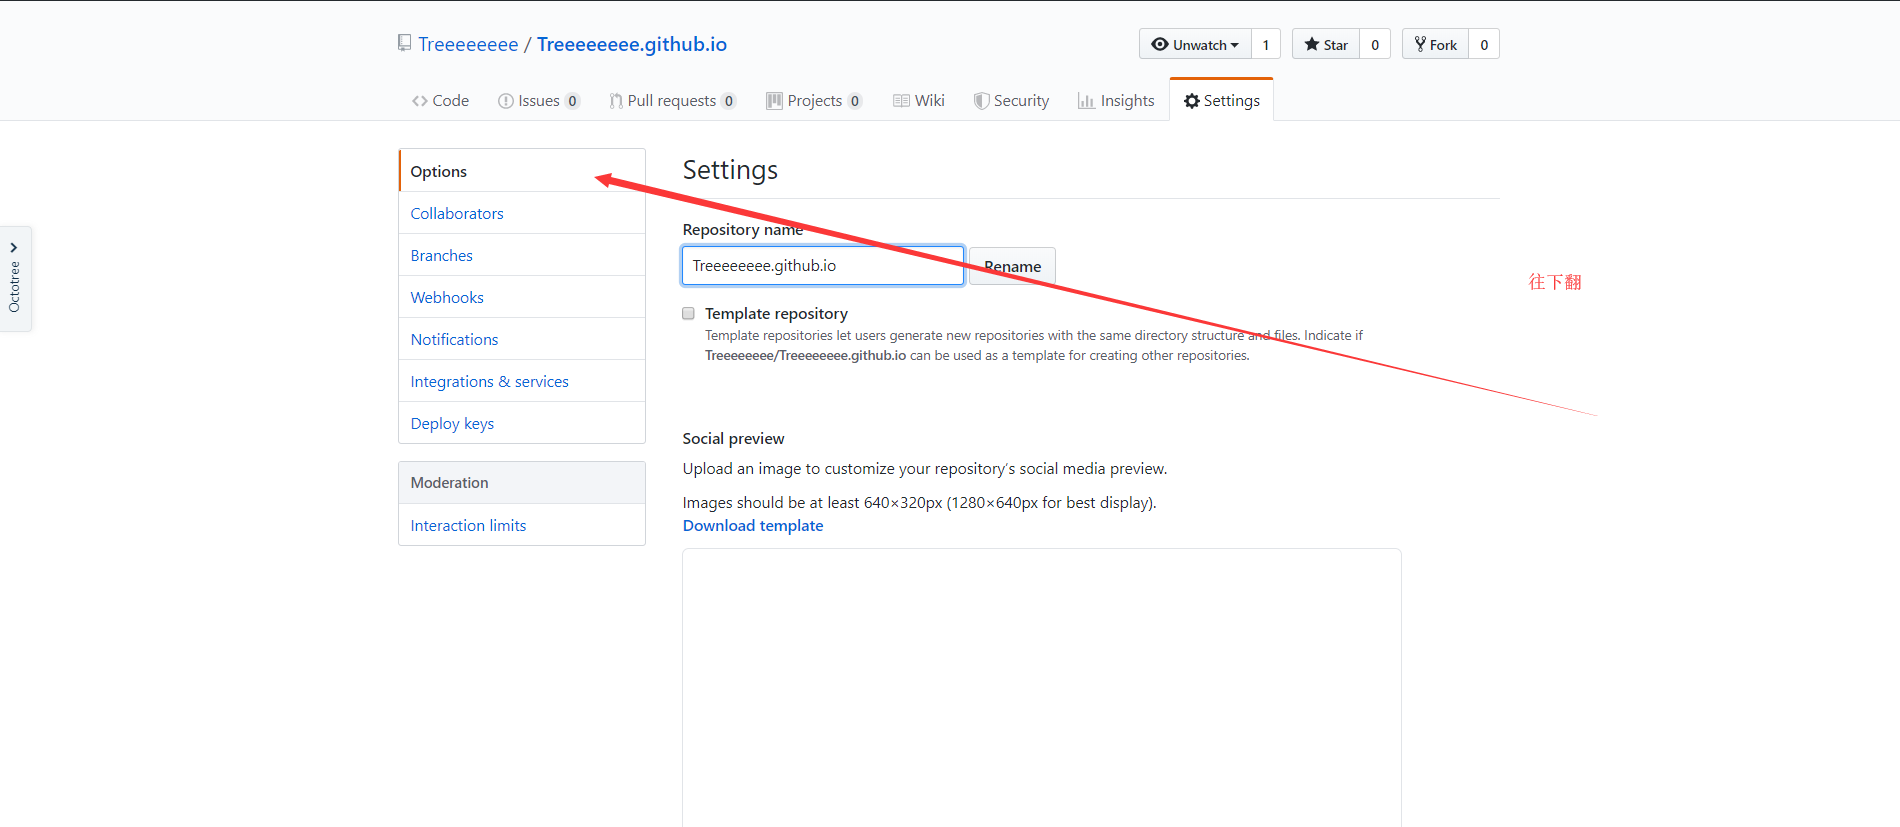 Treeeeeeee / Treeeeeeee.github.io
Unwatch 1 Star 0 Fork 0
Code Issues 0 Pull requests 0 Projects 0 Wiki Security Insights Settings
Options
Collaborators
Branches
Webhooks
Notifications
Integrations & services
Deploy keys
Moderation
Interaction limits
Octotree
Settings
Repository name
Treeeeeeee.github.io Rename
Template repository
Template repositories let users generate new repositories with the same directory structure and files. Indicate if
Treeeeeeee/Treeeeeeee.github.io can be used as a template for creating other repositories.
往下翻
Social preview
Upload an image to customize your repository’s social media preview.
Images should be at least 640×320px (1280×640px for best display).
Download template